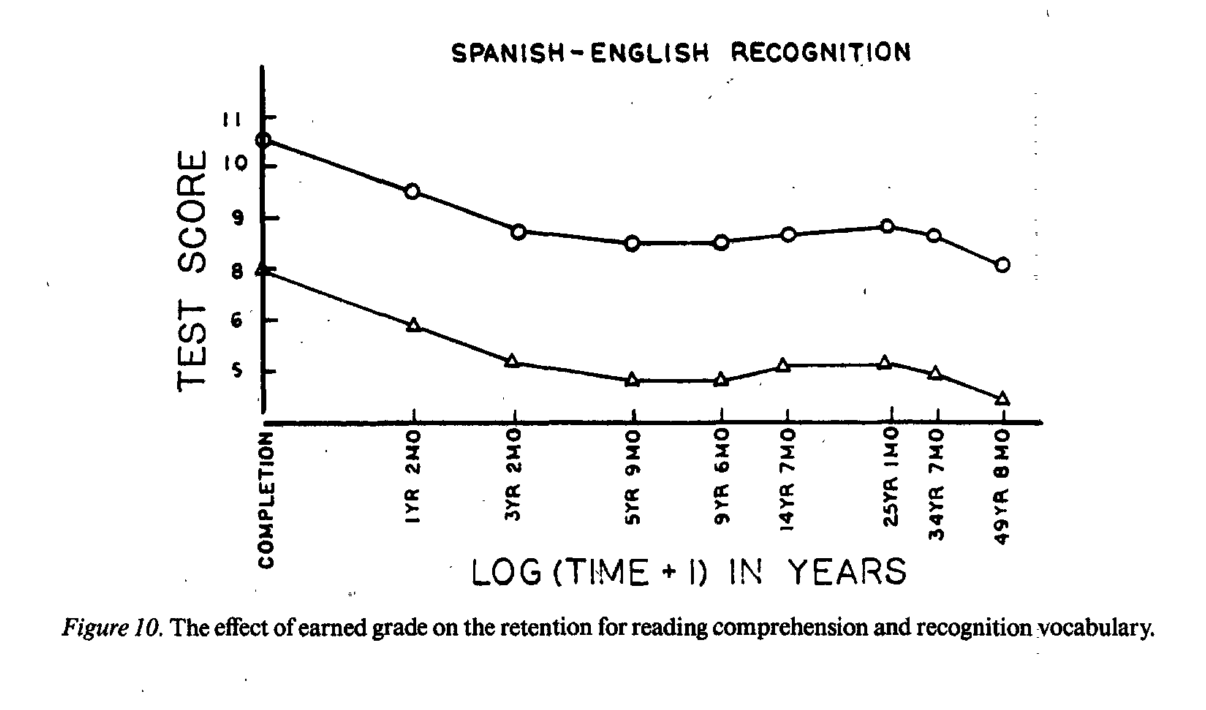 SPANISH-ENGLISH RECOGNITION
TEST SCORE
11
10
9
8
6
5
COMPLETION
1YR 2MO
3YR 2MO
5YR 9MO
9YR 6MO
14YR 7MO
25YR 1MO
34YR 7MO
49YR 8MO
LOG (TIME + 1) IN YEARS
Figure 10. The effect of earned grade on the retention for reading comprehension and recognition vocabulary.